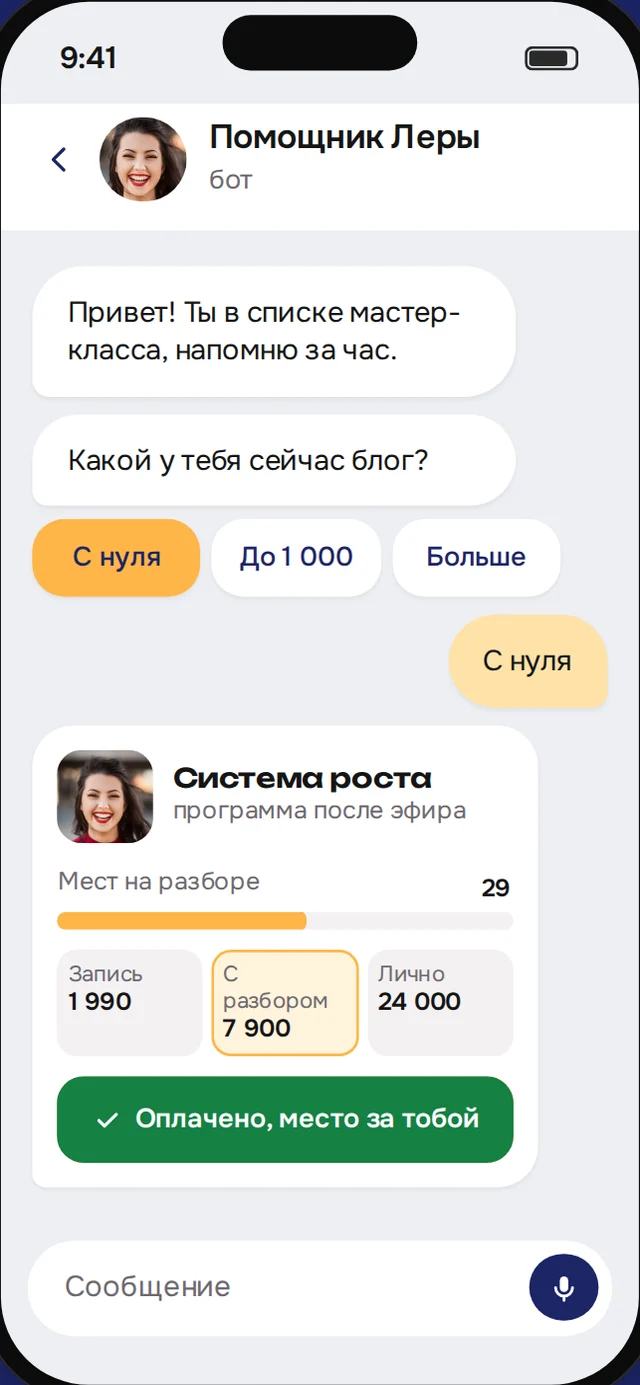 9:41
Помощник Леры
бот
Привет! Ты в списке мастер-
класса, напомню за час.
Какой у тебя сейчас блог?
С нуля
До 1 000
Больше
С нуля
Система роста
программа после эфира
Мест на разборе
29
Запись
1 990
С
разбором
7 900
Лично
24 000
Оплачено, место за тобой
Сообщение